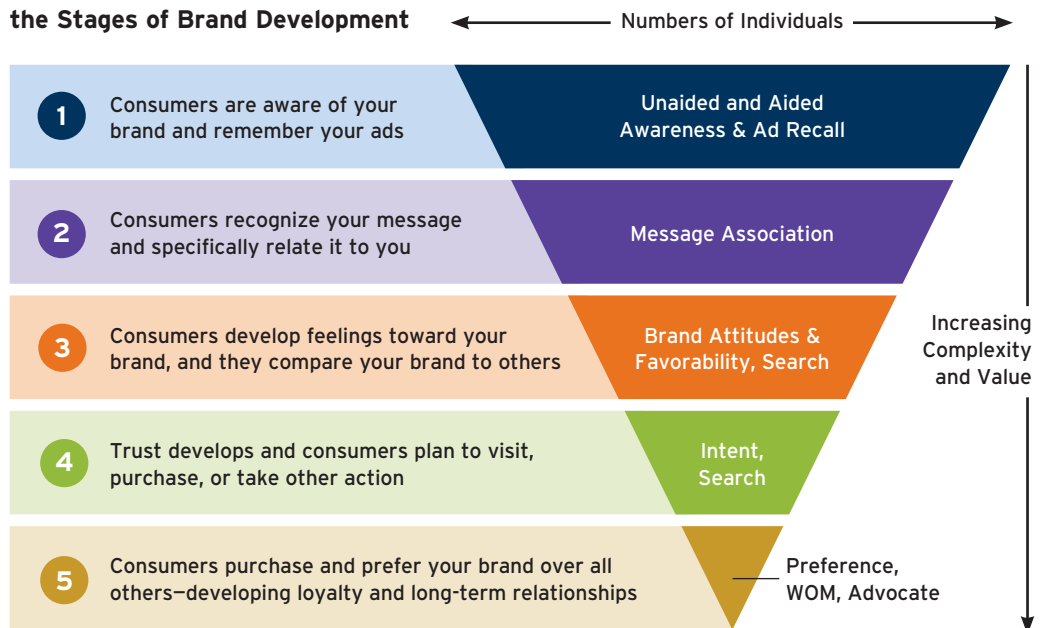 the Stages of Brand Development
Numbers of Individuals
1
Consumers are aware of your
brand and remember your ads
Unaided and Aided
Awareness & Ad Recall
2
Consumers recognize your message
and specifically relate it to you
Message Association
3
Consumers develop feelings toward your
brand, and they compare your brand to others
Brand Attitudes &
Favorability, Search
Increasing
Complexity
and Value
4
Trust develops and consumers plan to visit,
purchase, or take other action
Intent,
Search
5
Consumers purchase and prefer your brand over all
others—developing loyalty and long-term relationships
Preference,
WOM, Advocate